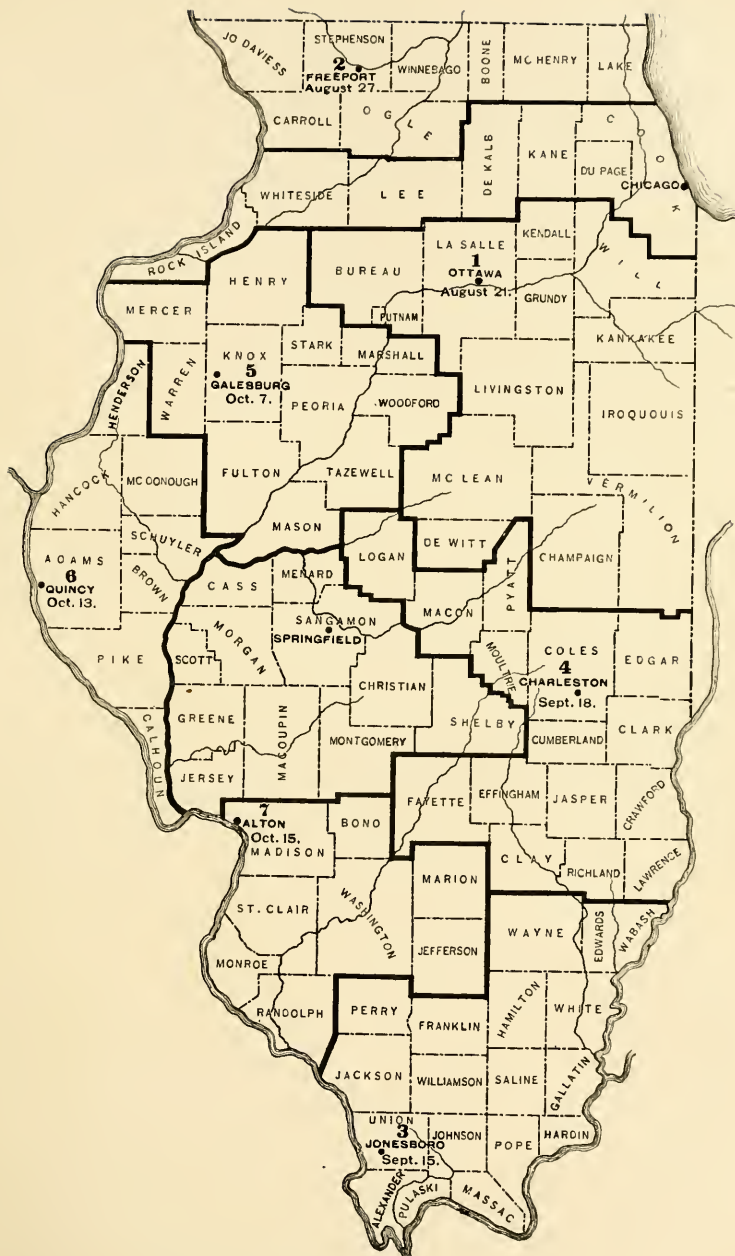 JO DAVIESS
STEPHENSON
2
FREEPORT
August 27.
WINNEBAGO
BOONE
MC HENRY
LAKE
CARROLL
OGLE
DE KALB
KANE
COOK
DU PAGE
CHICAGO
WHITESIDE
LEE
ROCK ISLAND
HENRY
BUREAU
LA SALLE
1
OTTAWA
August 21.
KENDALL
WILL
GRUNDY
PUTNAM
MERCER
KANKAKEE
STARK
MARSHALL
KNOX
5
GALESBURG
Oct. 7.
HENDERSON
WARREN
PEORIA
WOODFORD
LIVINGSTON
IROQUOUIS
FULTON
TAZEWELL
MC LEAN
VERMILION
HANCOCK
MC DONOUGH
MASON
SCHUYLER
LOGAN
DE WITT
CHAMPAIGN
ADAMS
6
QUINCY
Oct. 13.
BROWN
CASS
MENARD
PYATT
MACON
SANGAMON
SPRINGFIELD
MORGAN
MOULTRIE
COLES
4
CHARLESTON
Sept. 18.
EDGAR
PIKE
SCOTT
CHRISTIAN
CALHOUN
GREENE
MACOUPIN
MONTGOMERY
SHELBY
CUMBERLAND
CLARK
JERSEY
FAYETTE
EFFINGHAM
JASPER
CRAWFORD
7
ALTON
Oct. 15.
MADISON
BONO
CLAY
RICHLAND
LAWRENCE
MARION
ST. CLAIR
WASHINGTON
WAYNE
EDWARDS
WABASH
JEFFERSON
MONROE
RANDOLPH
PERRY
FRANKLIN
HAMILTON
WHITE
JACKSON
WILLIAMSON
SALINE
GALLATIN
UNION
3
JONESBORO
Sept. 15.
JOHNSON
POPE
HARDIN
ALEXANDER
PULASKI
MASSAC